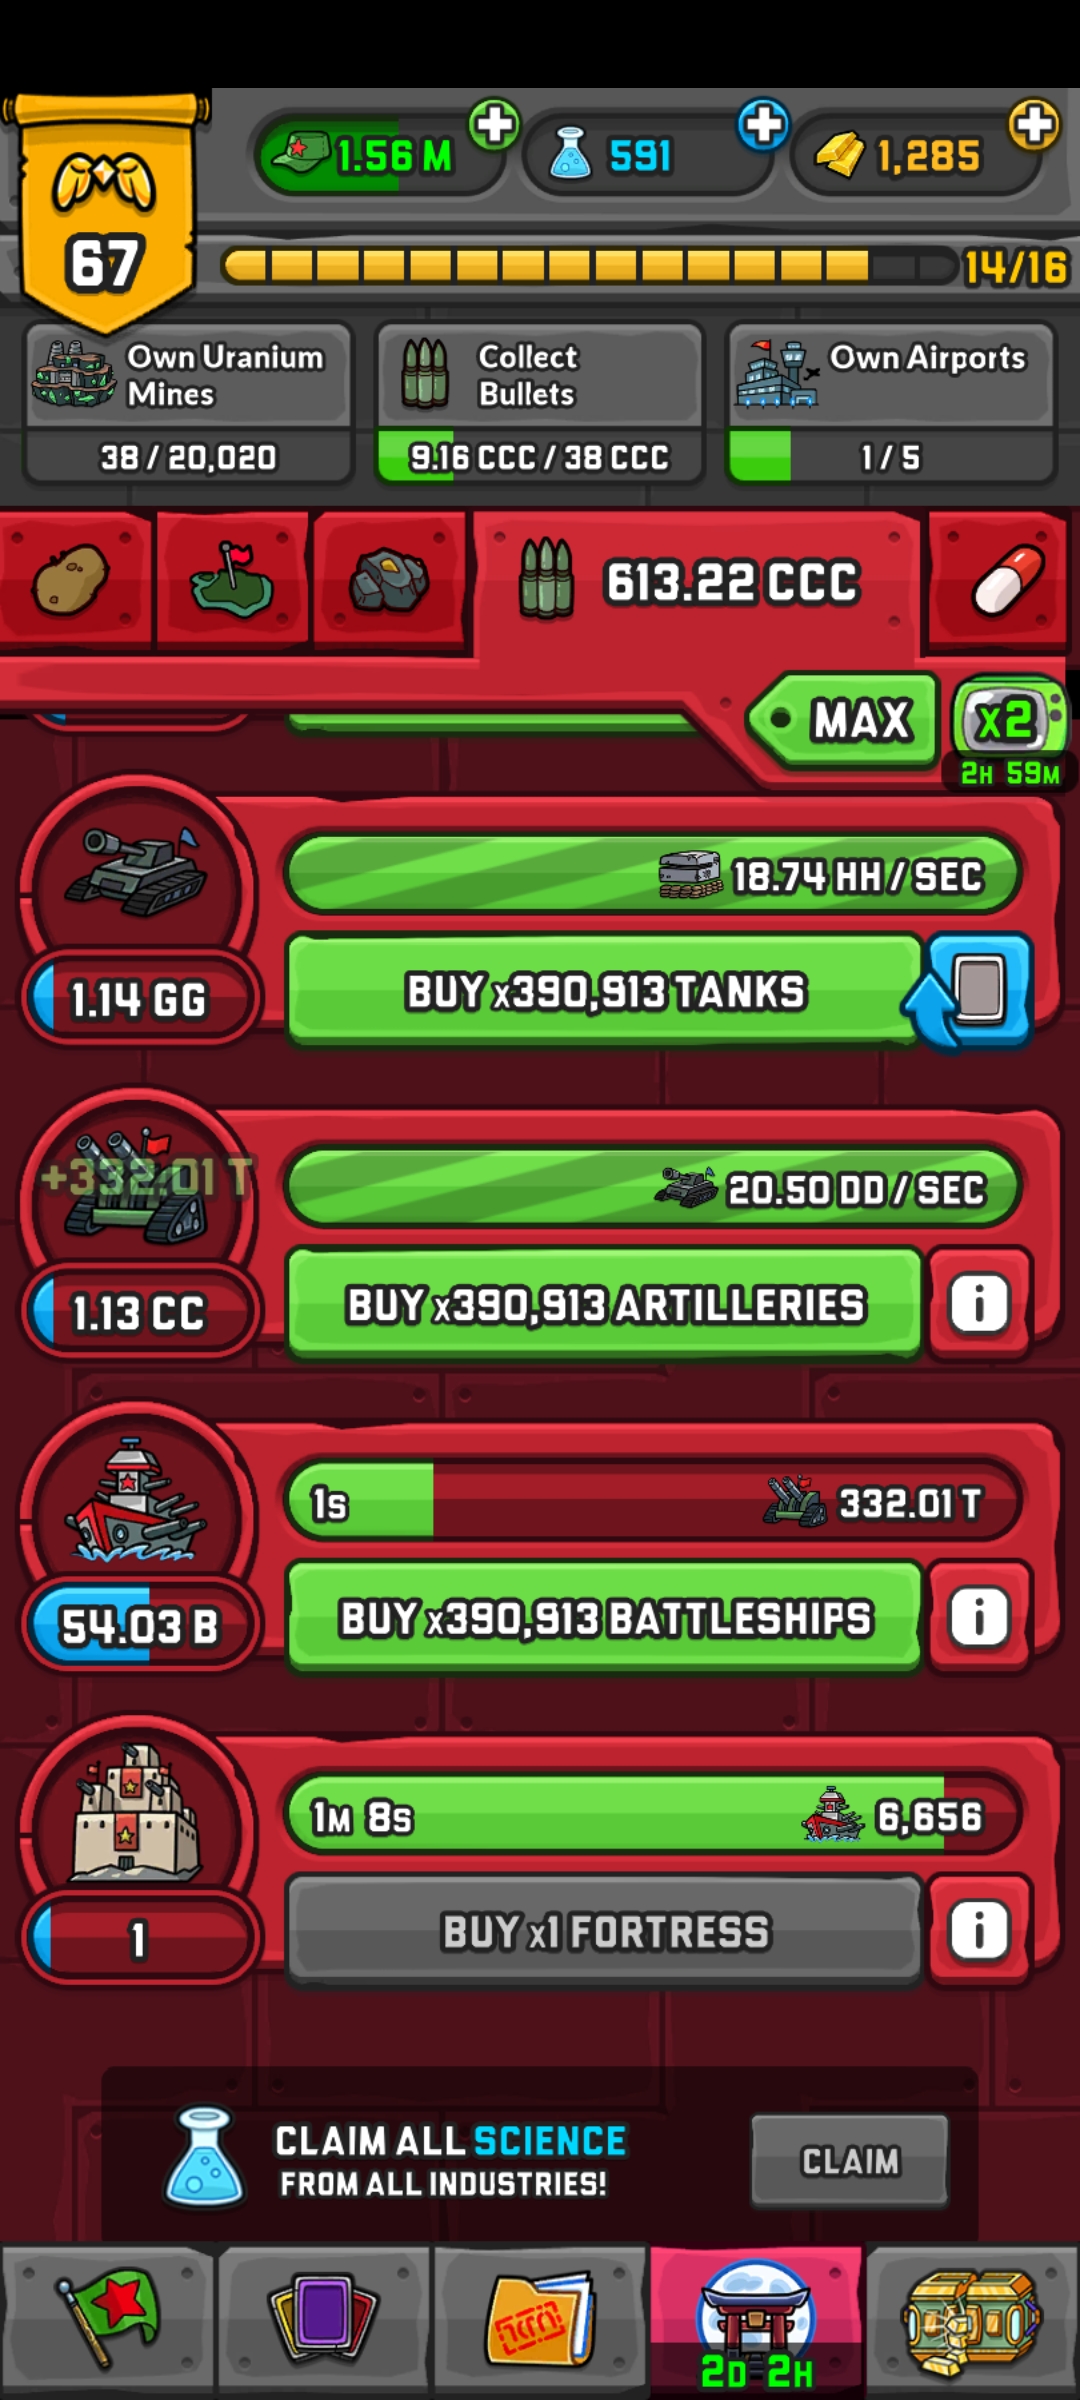 67
1.56 M
591
1,285
14/16
Own Uranium
Mines
38 / 20,020
Collect
Bullets
9.16 CCC / 38 CCC
Own Airports
1 / 5
613.22 CCC
MAX
x2
2H 59M
18.74 HH / SEC
1.14 GG
BUY x390,913 TANKS
+332.01 T
20.50 DD / SEC
1.13 CC
BUY x390,913 ARTILLERIES
i
1s
332.01 T
54.03 B
BUY x390,913 BATTLESHIPS
i
1M 8s
6,656
1
BUY x1 FORTRESS
i
CLAIM ALL SCIENCE
FROM ALL INDUSTRIES!
CLAIM
2D 2H